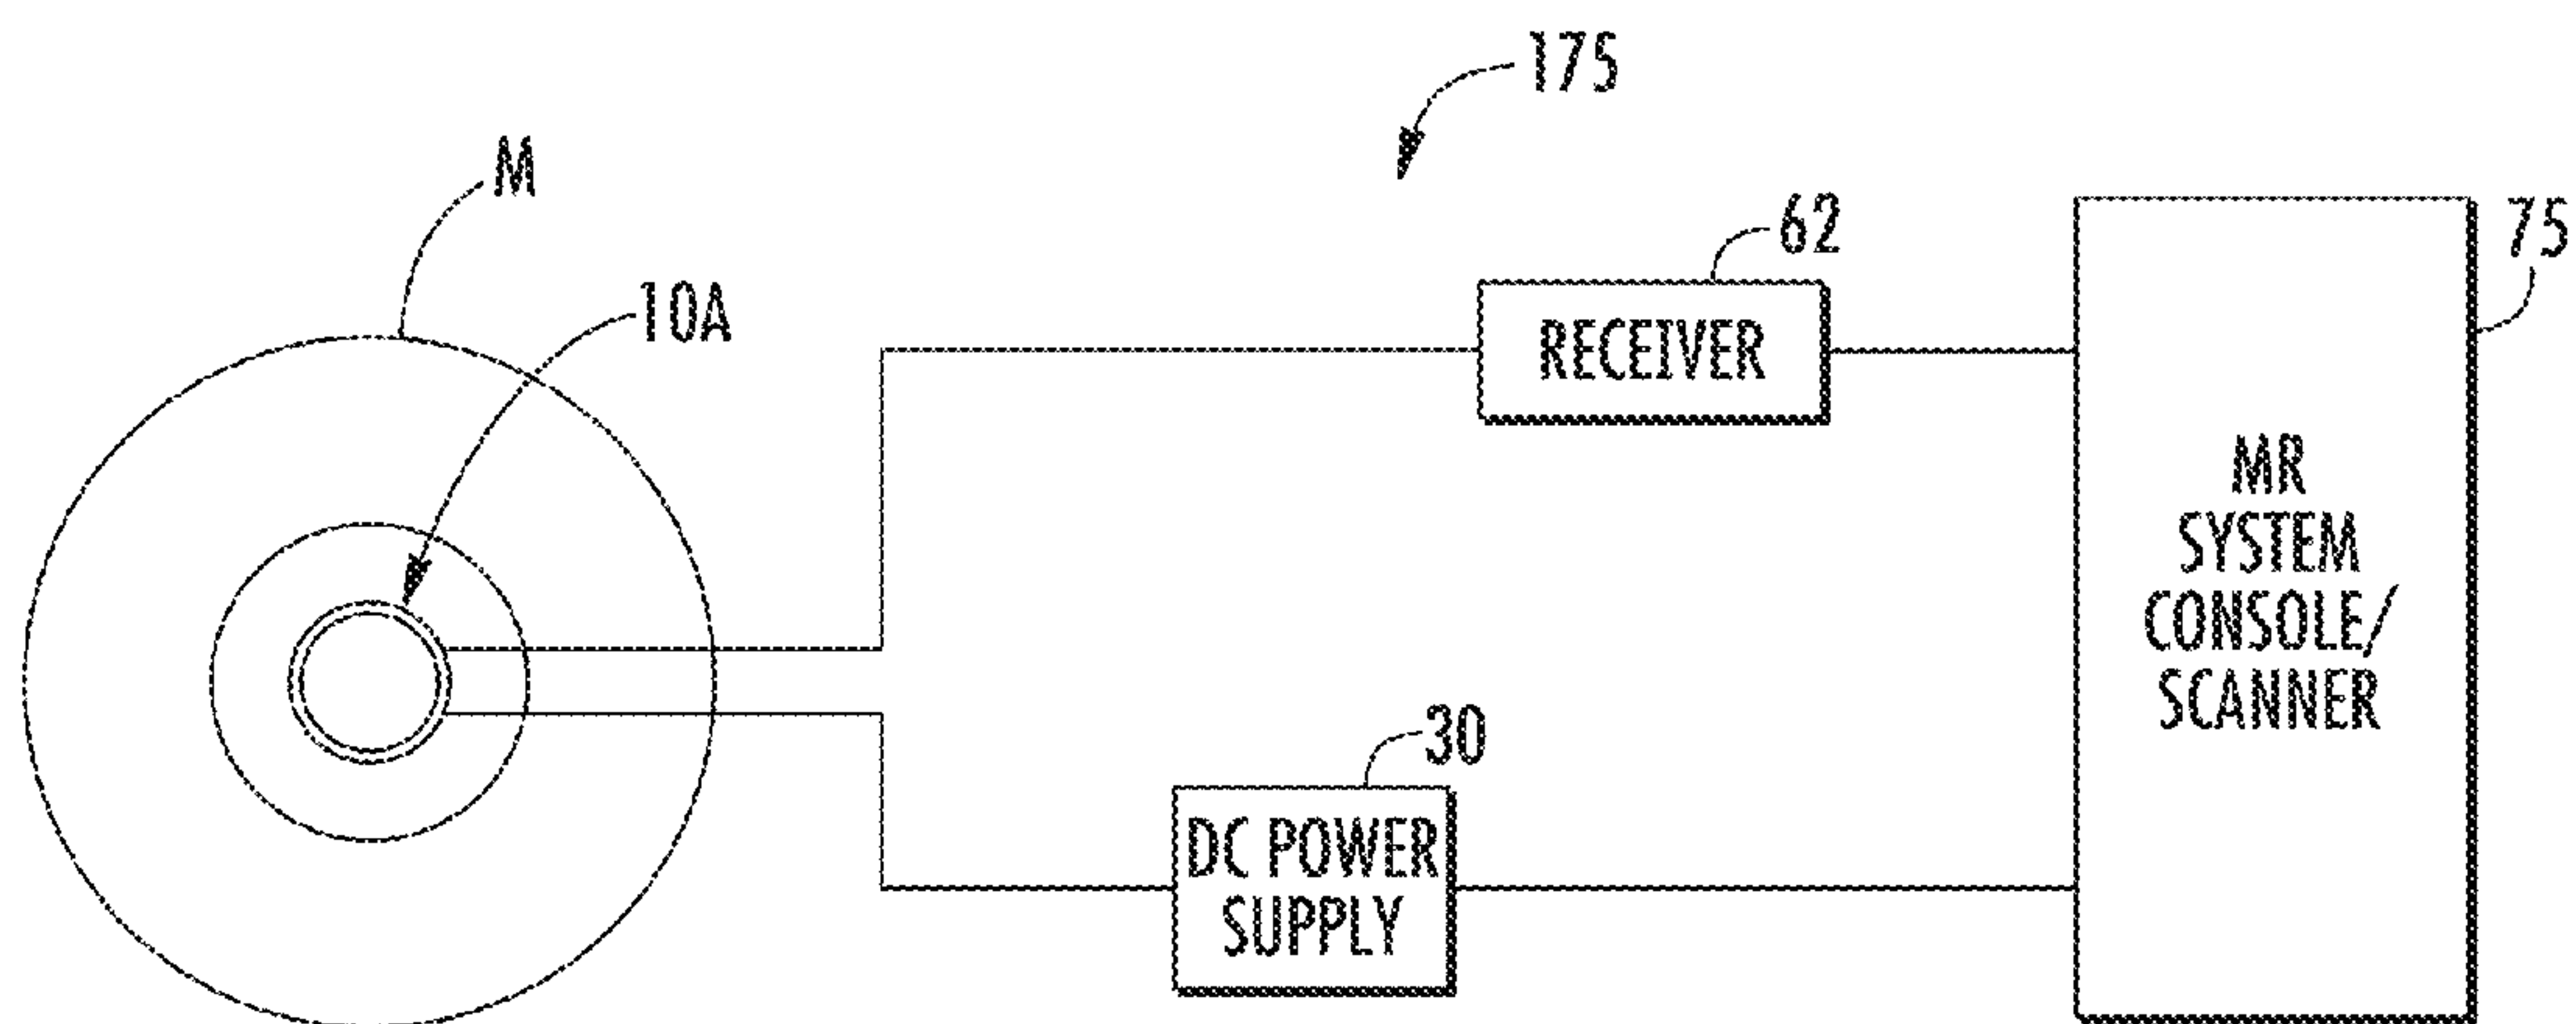 175
M
62
75
10A
RECEIVER
MR
SYSTEM
CONSOLE/
SCANNER
30
DC POWER
SUPPLY